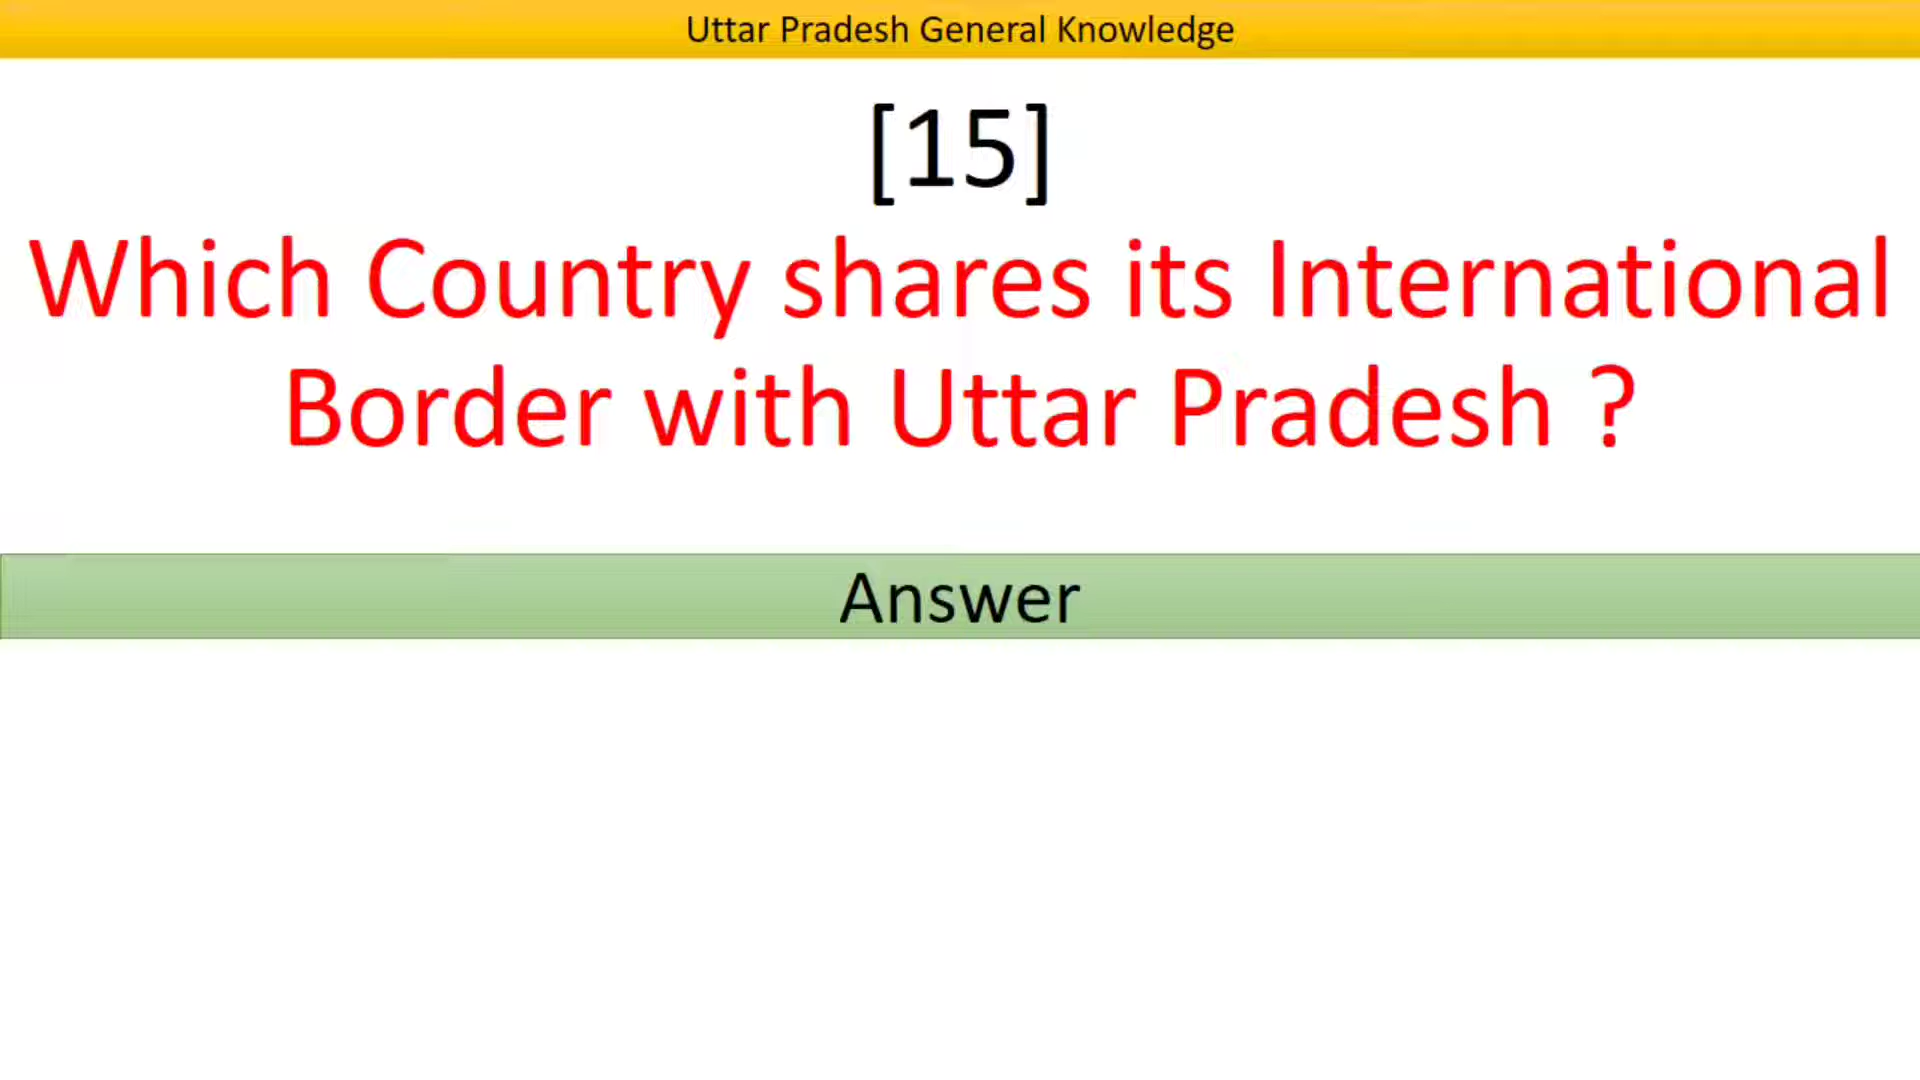 Uttar Pradesh General Knowledge
[15]
Which Country shares its International
Border with Uttar Pradesh ?
Answer